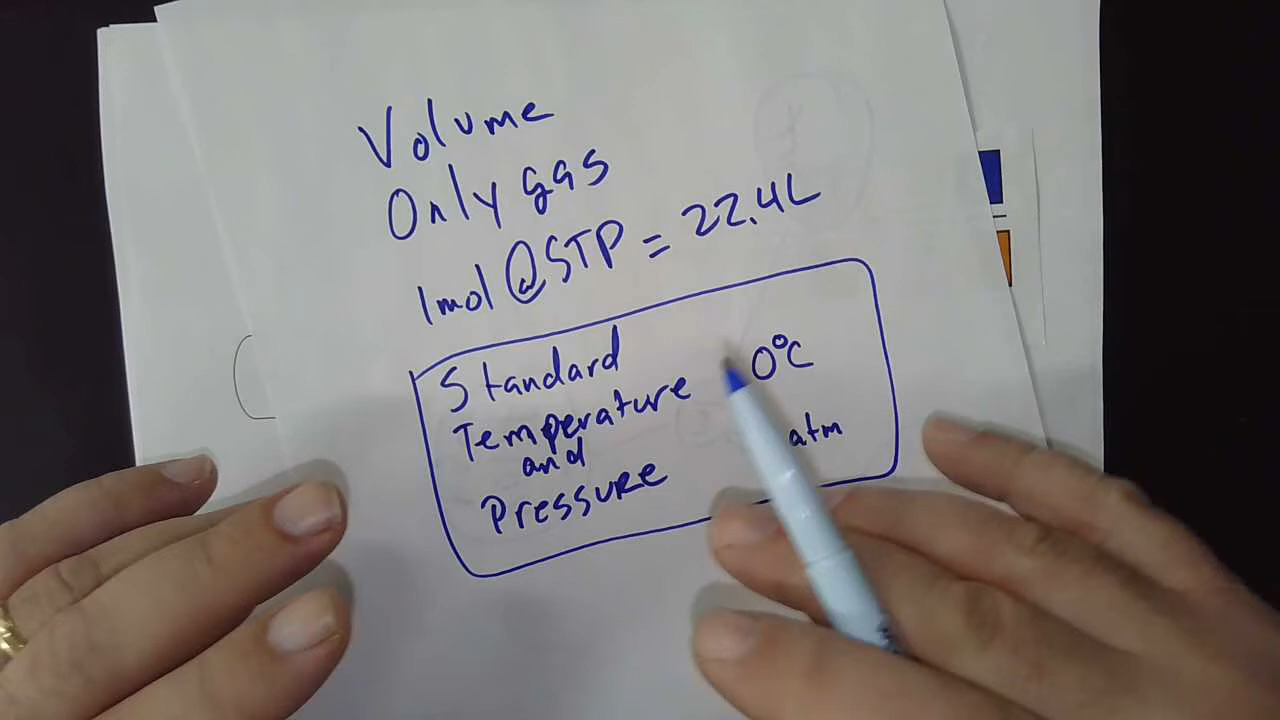 Volume
Only gas
1mol @ STP = 22.4L
Standard
Temperature 0°C
and
Pressure atm